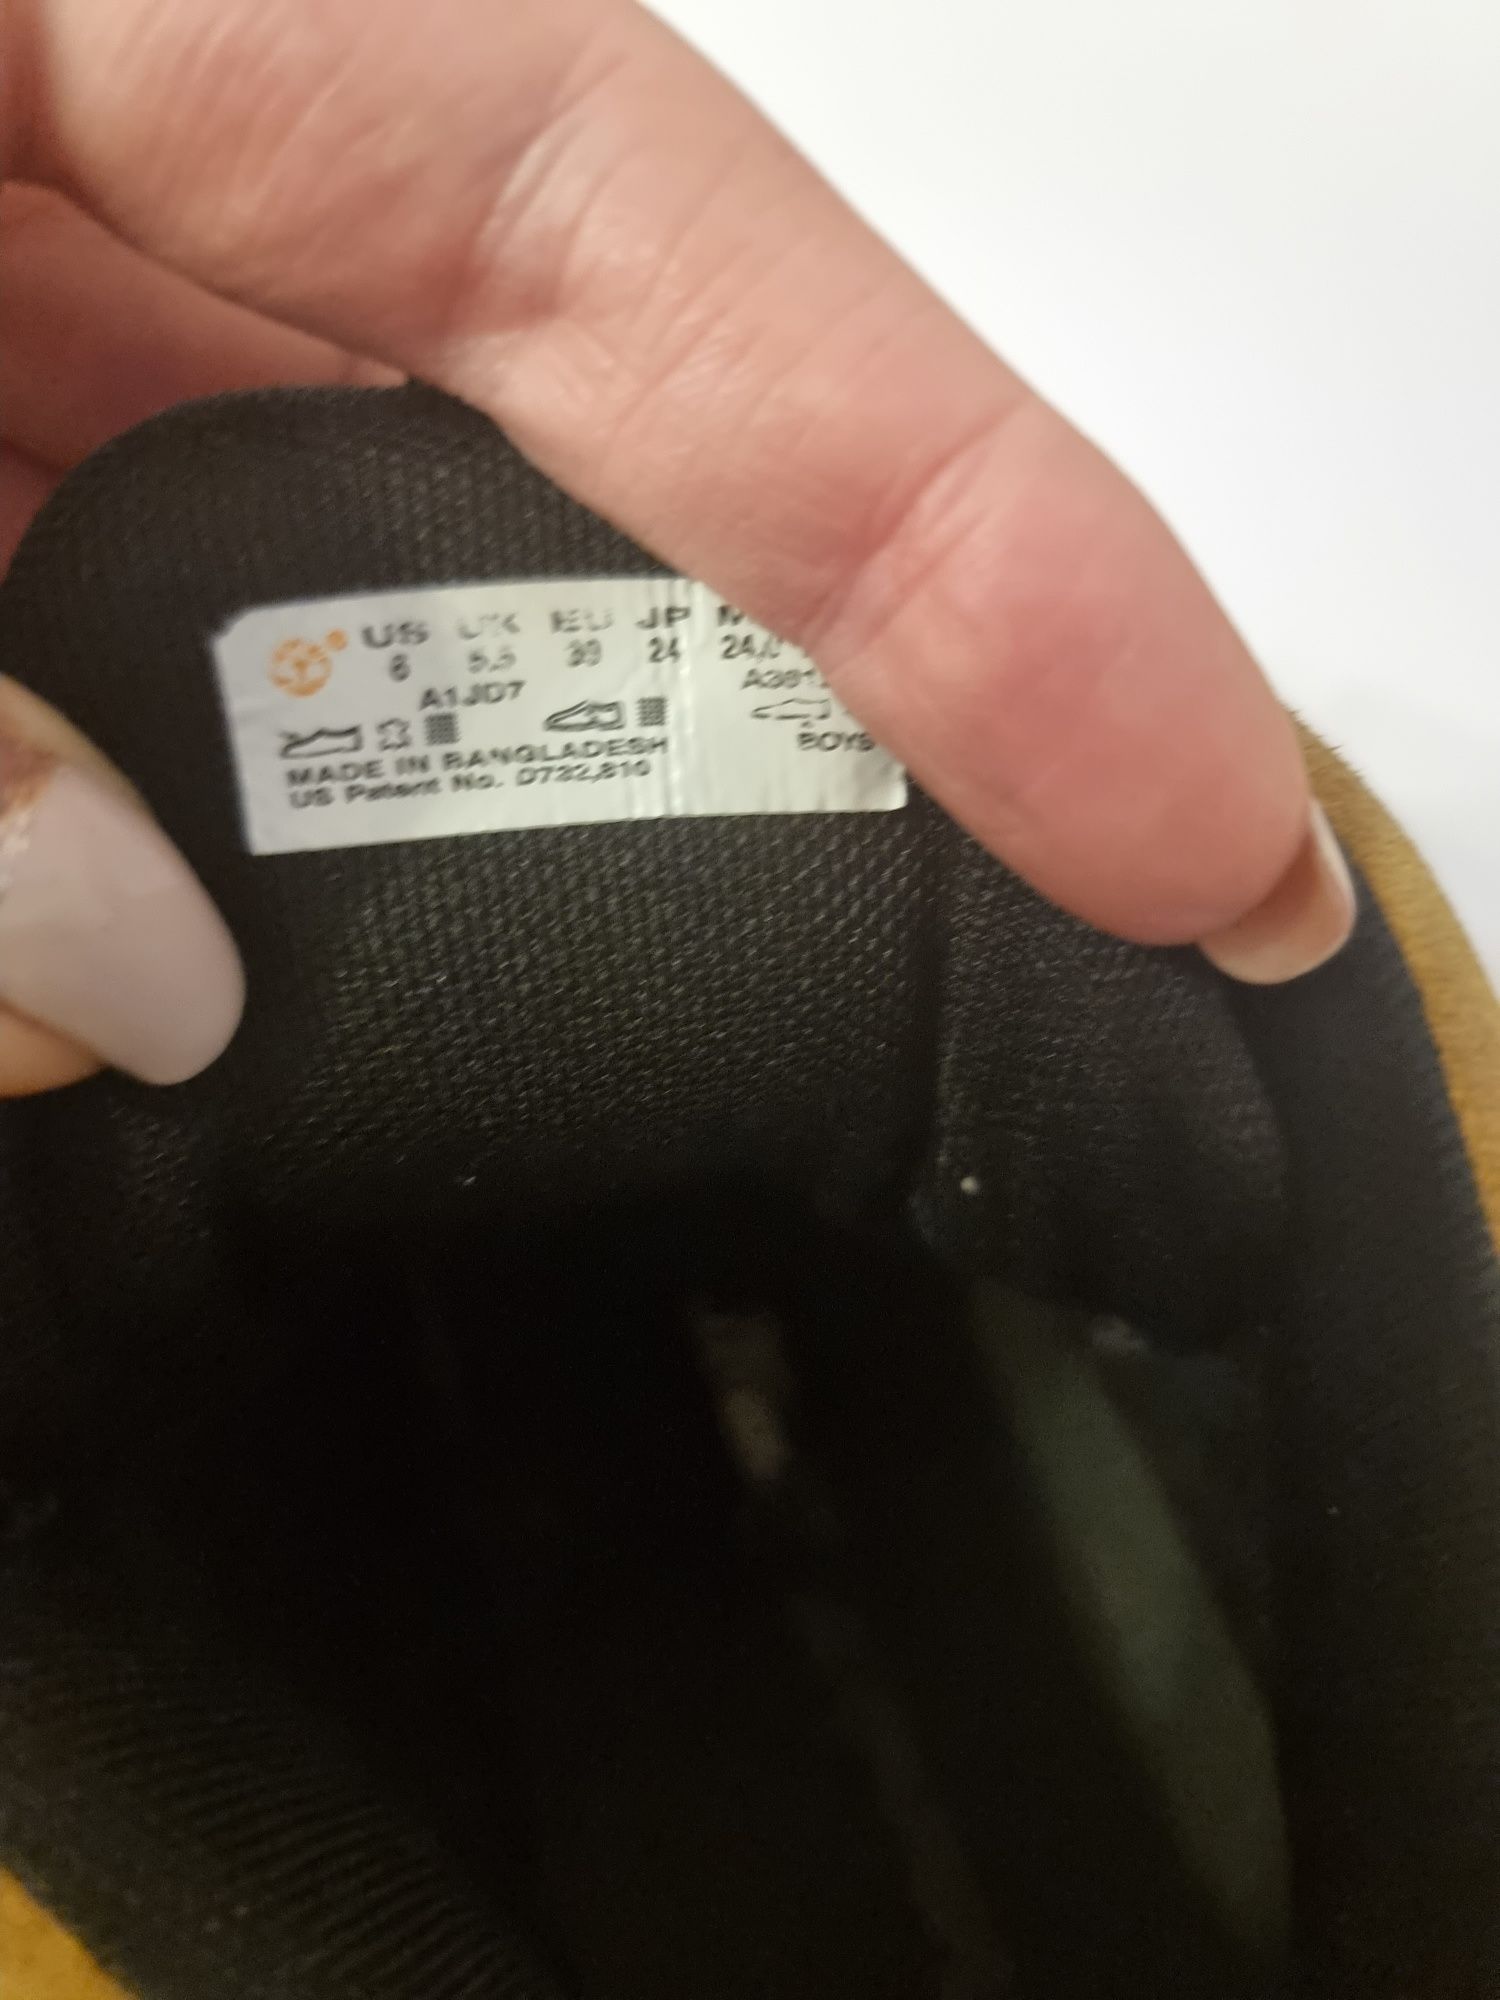 US UK EU JP M
6 5.5 39 24 24,0
A1JD7
BOYS
MADE IN BANGLADESH
US Patent No. D732,810